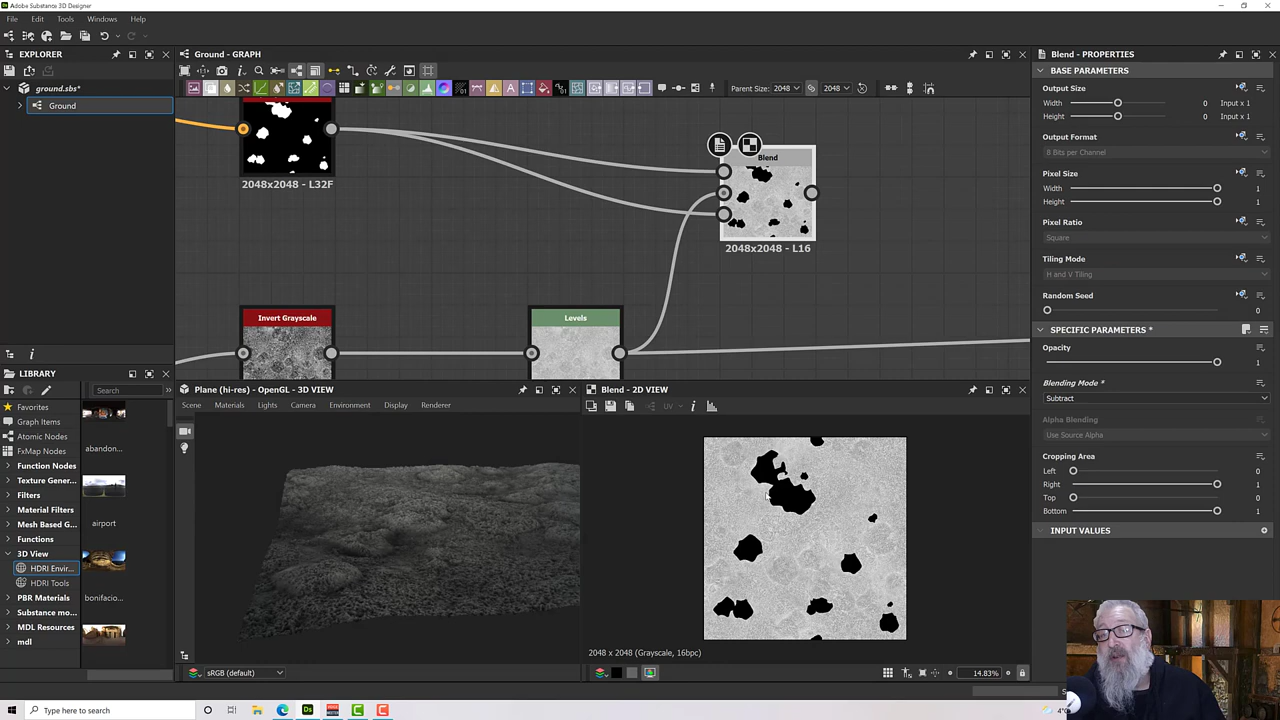 Adobe Substance 3D Designer
File Edit Tools Windows Help
EXPLORER
ground.sbs*
Ground
Ground - GRAPH
Parent Size: 2048 2048
2048x2048 - L32F
Blend
2048x2048 - L16
Invert Grayscale
Levels
LIBRARY
Search
Favorites
Graph Items
Atomic Nodes
FxMap Nodes
Function Nodes
Texture Gener...
Filters
Material Filters
Mesh Based G...
Functions
3D View
HDRI Envir...
HDRI Tools
PBR Materials
Substance mo...
MDL Resources
mdl
abandon...
airport
bonifacio...
Plane (hi-res) - OpenGL - 3D VIEW
Scene Materials Lights Camera Environment Display Renderer
sRGB (default)
Blend - 2D VIEW
UV
2048 x 2048 (Grayscale, 16bpc)
14.83%
Blend - PROPERTIES
BASE PARAMETERS
Output Size
Width 0 Input x 1
Height 0 Input x 1
Output Format
8 Bits per Channel
Pixel Size
Width 1
Height 1
Pixel Ratio
Square
Tiling Mode
H and V Tiling
Random Seed
0
SPECIFIC PARAMETERS *
Opacity
1
Blending Mode *
Subtract
Alpha Blending
Use Source Alpha
Cropping Area
Left 0
Right 1
Top 0
Bottom 1
INPUT VALUES
Type here to search